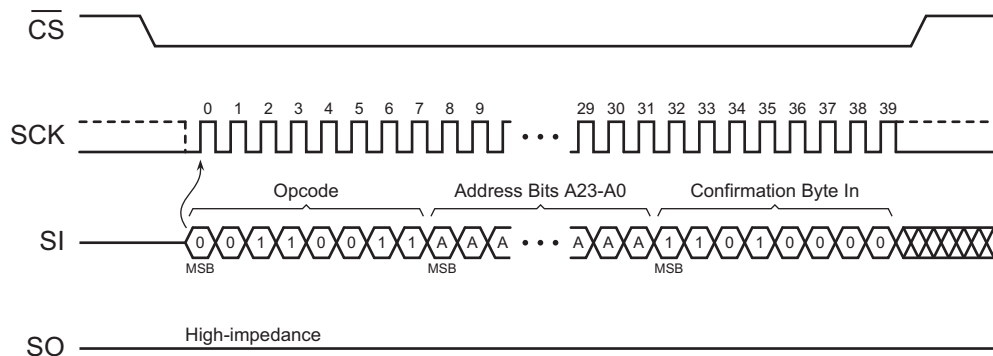 CS
0 1 2 3 4 5 6 7 8 9 29 30 31 32 33 34 35 36 37 38 39
SCK
Opcode Address Bits A23-A0 Confirmation Byte In
SI 0 0 1 1 0 0 1 1 A A A A A A 1 1 0 1 0 0 0 0
MSB MSB MSB
High-impedance
SO